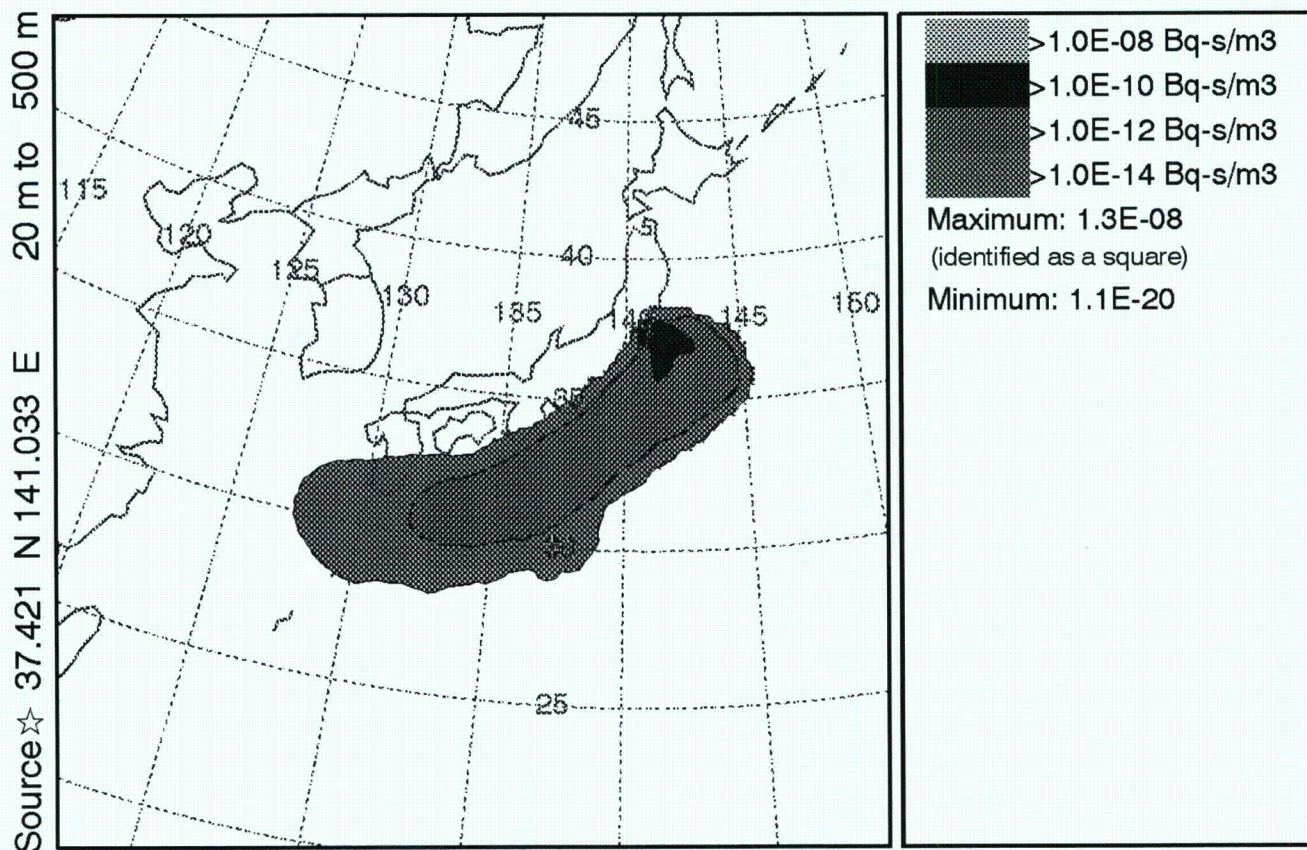 Source☆ 37.421 N 141.033 E 20 m to 500 m
45
115
120
5
40
125
130
135
145
150
35
25
>1.0E-08 Bq-s/m3
>1.0E-10 Bq-s/m3
>1.0E-12 Bq-s/m3
>1.0E-14 Bq-s/m3
Maximum: 1.3E-08
(identified as a square)
Minimum: 1.1E-20